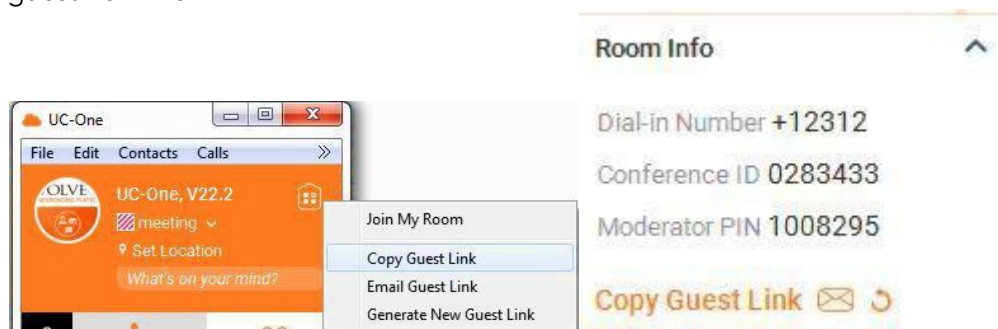 UC-One
File Edit Contacts Calls »
OLVE
UC-One, V22.2
meeting
Set Location
What's on your mind?
Join My Room
Copy Guest Link
Email Guest Link
Generate New Guest Link
Room Info
Dial-in Number +12312
Conference ID 0283433
Moderator PIN 1008295
Copy Guest Link